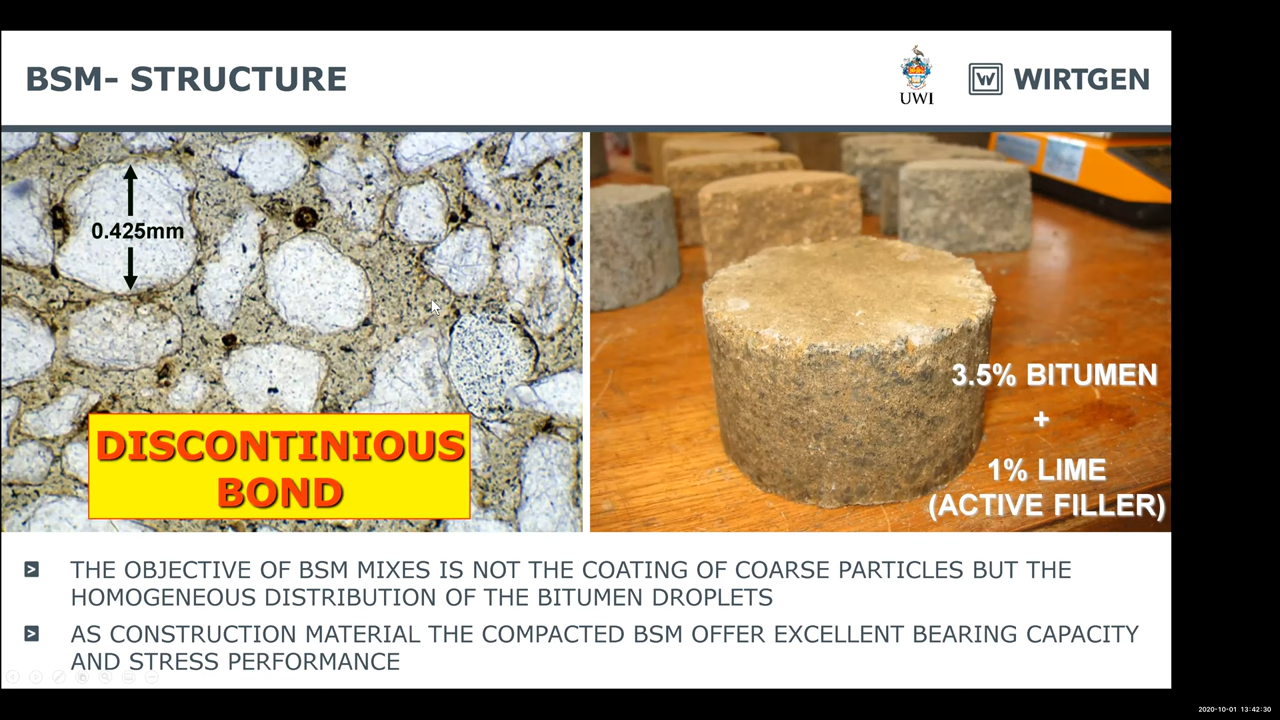 BSM- STRUCTURE
UWI
WIRTGEN
0.425mm
DISCONTINIOUS
BOND
3.5% BITUMEN
+
1% LIME
(ACTIVE FILLER)
THE OBJECTIVE OF BSM MIXES IS NOT THE COATING OF COARSE PARTICLES BUT THE
HOMOGENEOUS DISTRIBUTION OF THE BITUMEN DROPLETS
AS CONSTRUCTION MATERIAL THE COMPACTED BSM OFFER EXCELLENT BEARING CAPACITY
AND STRESS PERFORMANCE
2020-10-01 13:42:30